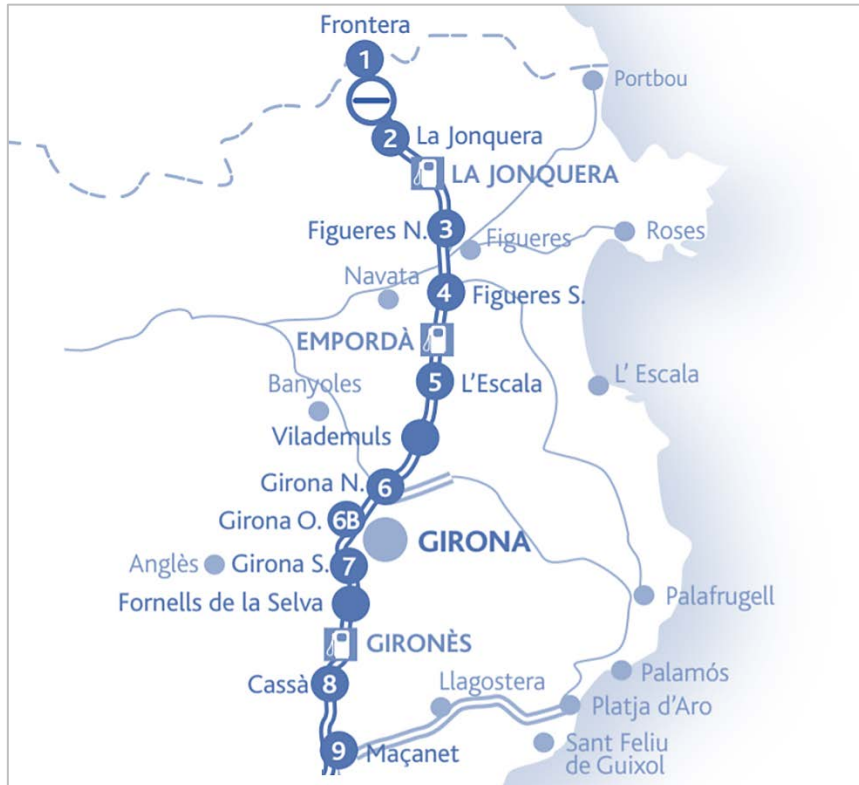 Frontera
1
Portbou
2 La Jonquera
LA JONQUERA
Figueres N. 3
Figueres
Roses
Navata
4 Figueres S.
EMPORDÀ
5 L'Escala
L' Escala
Banyoles
Vilademuls
Girona N. 6
Girona O. 6B
GIRONA
Anglès
Girona S. 7
Fornells de la Selva
Palafrugell
GIRONÈS
Palamós
Cassà 8
Llagostera
Platja d'Aro
9 Maçanet
Sant Feliu
de Guixol